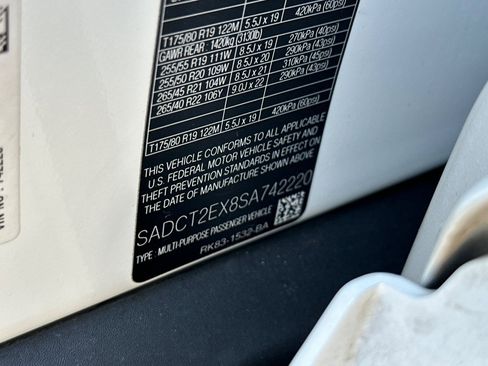 420kPa (60psi)
T175/80 R19 122M 5.5J x 19
GAWR REAR 1420kg (3130lb)
255/55 R19 111W 8.5J x 19 270kPa (40psi)
255/50 R20 109W 8.5J x 20 290kPa (43psi)
265/45 R21 104W 8.5J x 21 310kPa (45psi)
265/40 R22 106Y 9.0J x 22 290kPa (43psi)
T175/80 R19 122M 5.5J x 19 420kPa (60psi)
THIS VEHICLE CONFORMS TO ALL APPLICABLE
U.S. FEDERAL MOTOR VEHICLE SAFETY AND
THEFT PREVENTION STANDARDS IN EFFECT ON
THE DATE OF MANUFACTURE SHOWN ABOVE
SADCT2EX8SA742220
TYPE: MULTI-PURPOSE PASSENGER VEHICLE
RK83-1532-BA
VIN NO